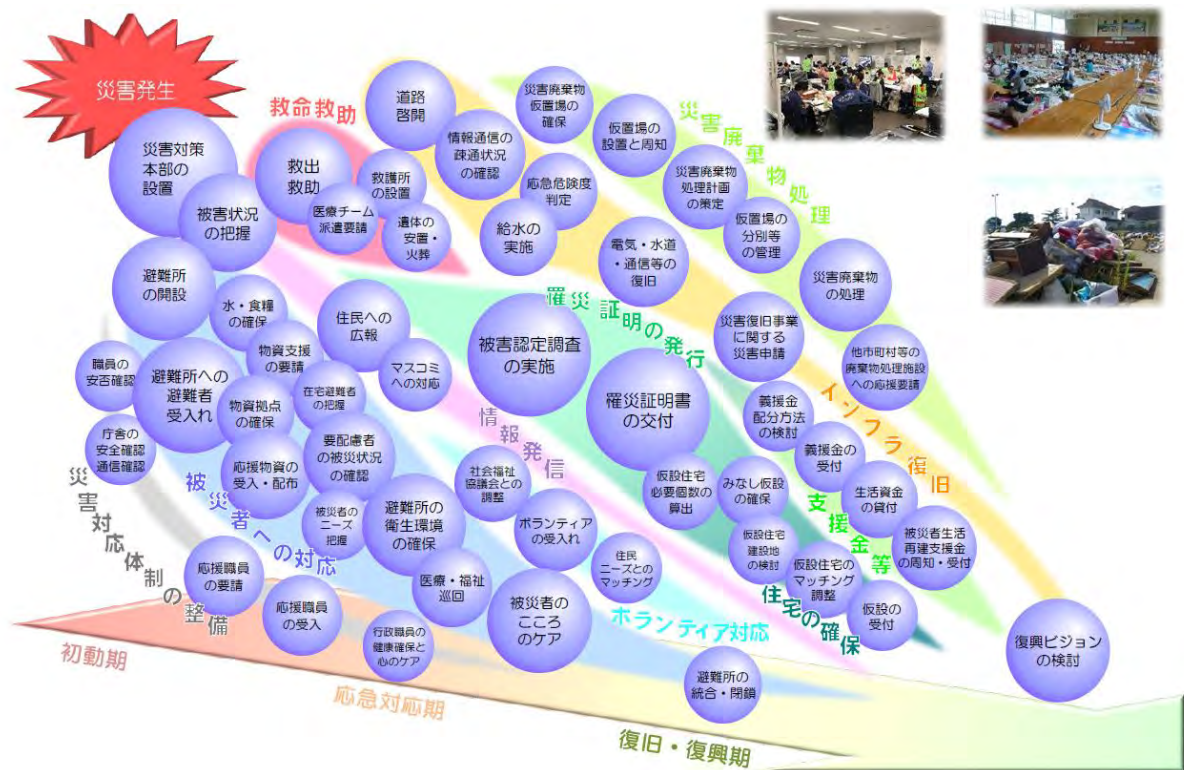 災害発生
災害対策
本部の
設置
被害状況
の把握
避難所
の開設
職員の
安否確認
避難所への
避難者
受入れ
庁舎の
安全確認
通信確認
災害対応体制の整備
救命救助
救出
救助
救護所
の設置
医療チーム
派遣要請
遺体の
安置・
火葬
道路
啓開
情報通信の
疎通状況
の確認
応急危険度
判定
給水の
実施
電気・水道
・通信等の
復旧
災害復旧事業
に関する
災害申請
インフラ復旧
災害廃棄物
仮置場の
確保
仮置場の
設置と周知
災害廃棄物
処理計画
の策定
仮置場の
分別等
の管理
災害廃棄物
の処理
他市町村等の
廃棄物処理施設
への応援要請
災害廃棄物処理
水・食糧
の確保
物資支援
の要請
物資拠点
の確保
在宅避難者
の把握
要配慮者
の被災状況
の確認
応援物資の
受入・配布
被災者の
ニーズ
把握
避難所の
衛生環境
の確保
医療・福祉
巡回
被災者の
こころ
のケア
避難所の
統合・閉鎖
被災者への対応
住民への
広報
マスコミ
への対応
情報発信
被害認定調査
の実施
罹災証明書
の交付
罹災証明の発行
社会福祉
協議会との
調整
ボランティア
の受入れ
住民
ニーズとの
マッチング
ボランティア対応
仮設住宅
必要個数の
算出
みなし仮設
の確保
仮設住宅
建設地
の検討
仮設住宅の
マッチング
調整
仮設の
受付
住宅の確保
義援金
配分方法
の検討
義援金の
受付
生活資金
の貸付
被災者生活
再建支援金
の周知・受付
支援金等
応援職員
の要請
応援職員
の受入
行政職員の
健康確保と
心のケア
復興ビジョン
の検討
初動期
応急対応期
復旧・復興期